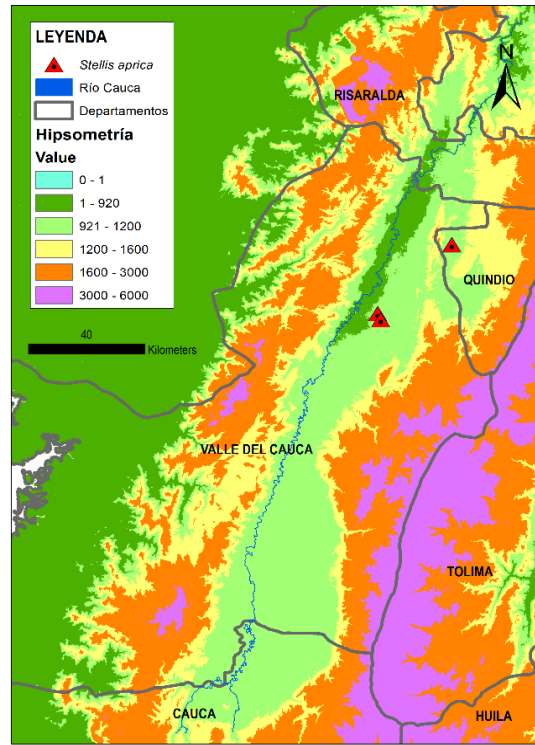 LEYENDA
Stellis aprica
Río Cauca
Departamentos
Hipsometría
Value
0 - 1
1 - 920
921 - 1200
1200 - 1600
1600 - 3000
3000 - 6000
40
Kilometers
N
RISARALDA
QUINDIO
VALLE DEL CAUCA
TOLIMA
CAUCA
HUILA